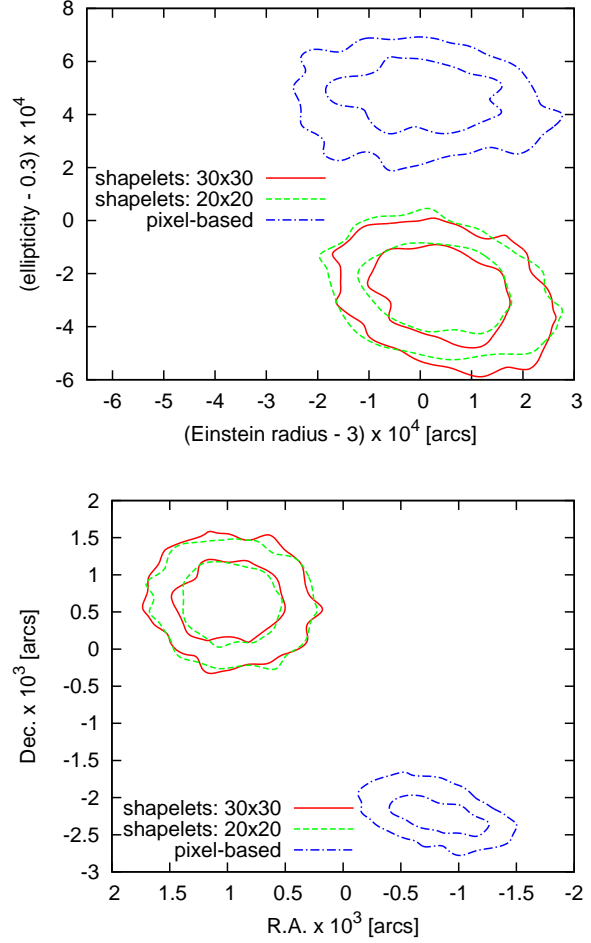 8
6
4
2
0
-2
-4
-6
(ellipticity - 0.3) x 10^4
shapelets: 30x30
shapelets: 20x20
pixel-based
-6 -5 -4 -3 -2 -1 0 1 2 3
(Einstein radius - 3) x 10^4 [arcs]
2
1.5
1
0.5
0
-0.5
-1
-1.5
-2
-2.5
-3
Dec. x 10^3 [arcs]
shapelets: 30x30
shapelets: 20x20
pixel-based
2 1.5 1 0.5 0 -0.5 -1 -1.5 -2
R.A. x 10^3 [arcs]